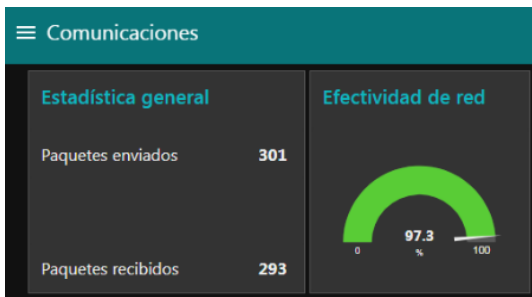 Comunicaciones
Estadística general
Paquetes enviados 301
Paquetes recibidos 293
Efectividad de red
97.3
%
0
100